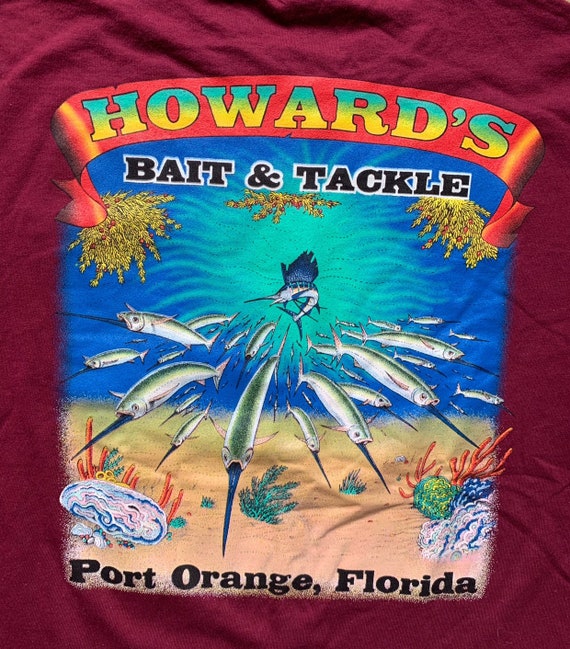 HOWARD'S
BAIT & TACKLE
Port Orange, Florida